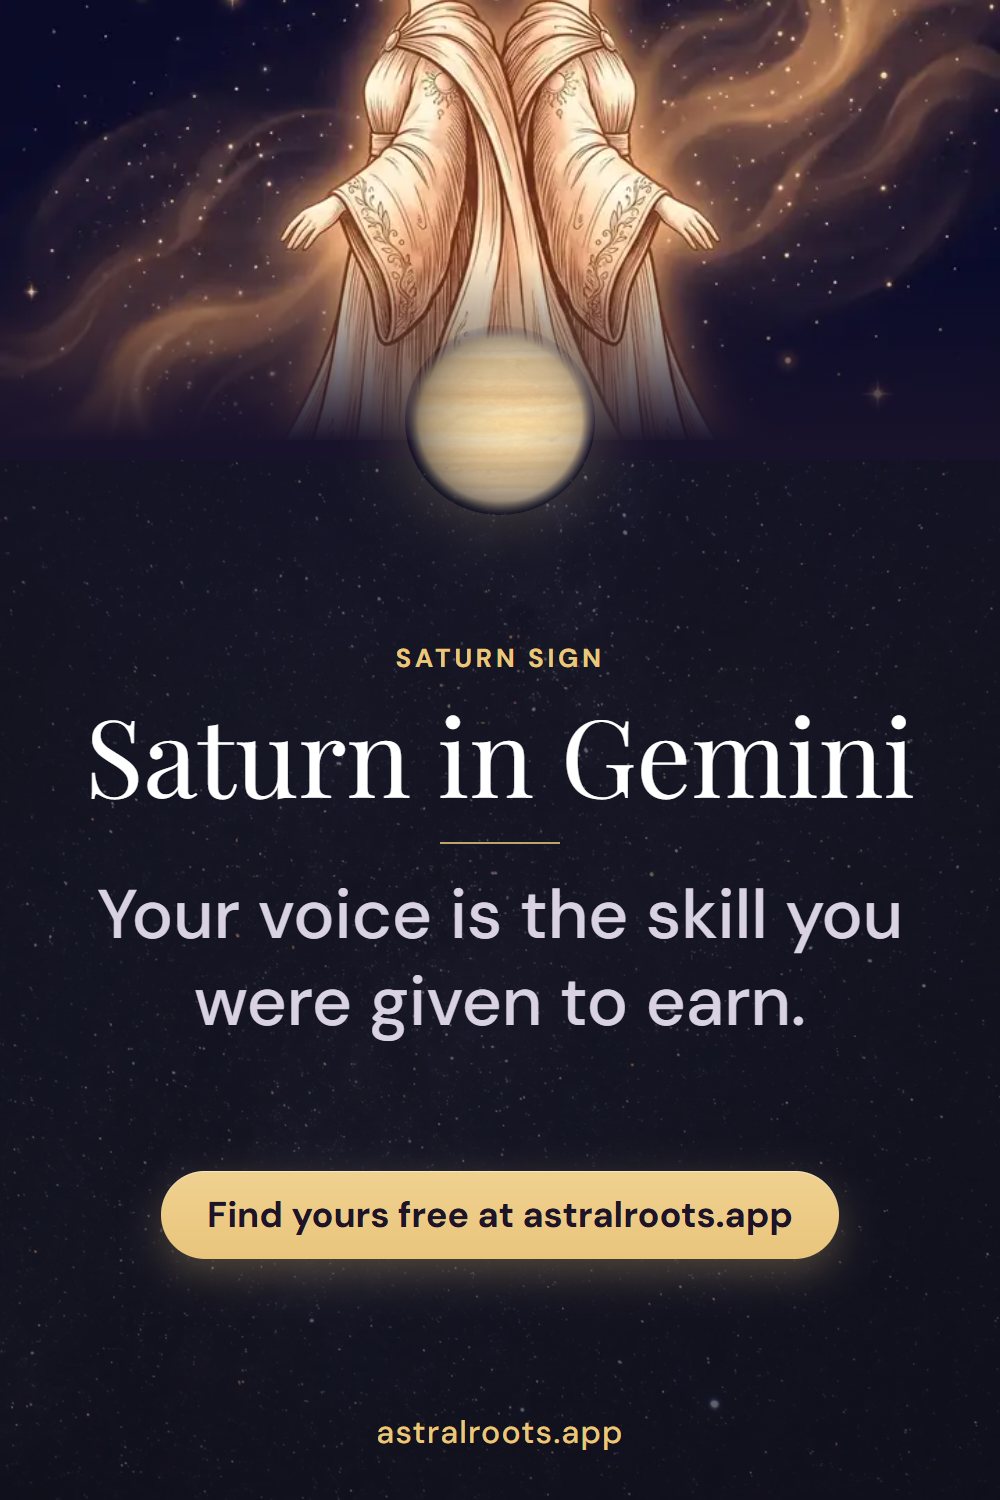 SATURN SIGN
Saturn in Gemini
Your voice is the skill you
were given to earn.
Find yours free at astralroots.app
astralroots.app